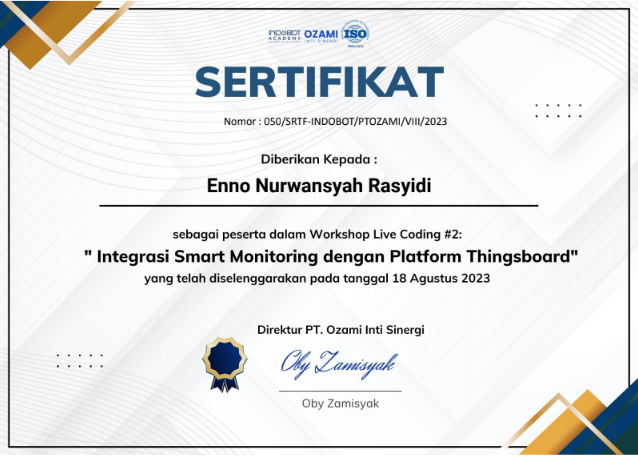 INDOBOT ACADEMY OZAMI INTI SINERGI ISO
SERTIFIKAT
Nomor : 050/SRTF-INDOBOT/PTOZAMI/VIII/2023
Diberikan Kepada :
Enno Nurwansyah Rasyidi
sebagai peserta dalam Workshop Live Coding #2:
" Integrasi Smart Monitoring dengan Platform Thingsboard"
yang telah diselenggarakan pada tanggal 18 Agustus 2023
Direktur PT. Ozami Inti Sinergi
Oby Zamisyak
Oby Zamisyak